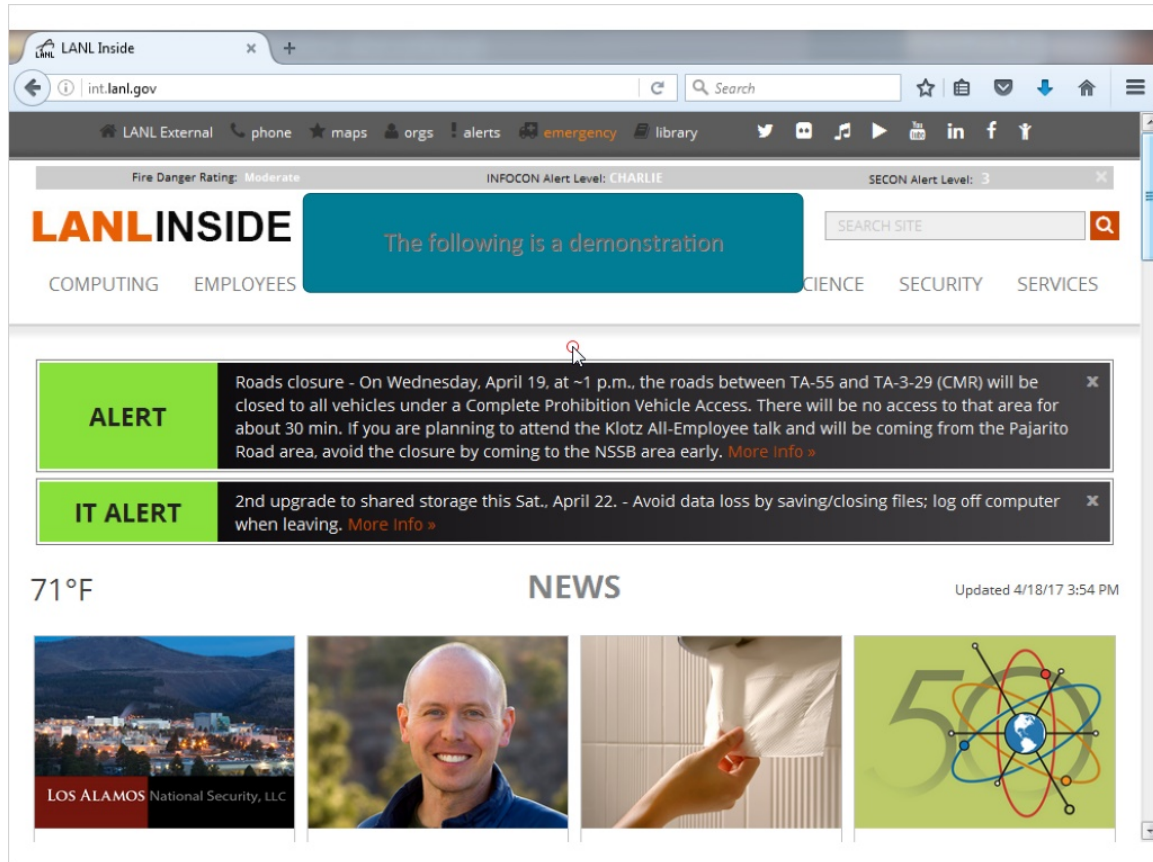 LANL LANL Inside
int.lanl.gov Search
LANL External phone maps orgs alerts emergency library You Tube in f
Fire Danger Rating: Moderate INFOCON Alert Level: CHARLIE SECON Alert Level: 3
LANLINSIDE
The following is a demonstration
SEARCH SITE
COMPUTING EMPLOYEES CIENCE SECURITY SERVICES
ALERT
Roads closure - On Wednesday, April 19, at ~1 p.m., the roads between TA-55 and TA-3-29 (CMR) will be
closed to all vehicles under a Complete Prohibition Vehicle Access. There will be no access to that area for
about 30 min. If you are planning to attend the Klotz All-Employee talk and will be coming from the Pajarito
Road area, avoid the closure by coming to the NSSB area early. More Info »
IT ALERT
2nd upgrade to shared storage this Sat., April 22. - Avoid data loss by saving/closing files; log off computer
when leaving. More Info »
71°F NEWS Updated 4/18/17 3:54 PM
50
LOS ALAMOS National Security, LLC